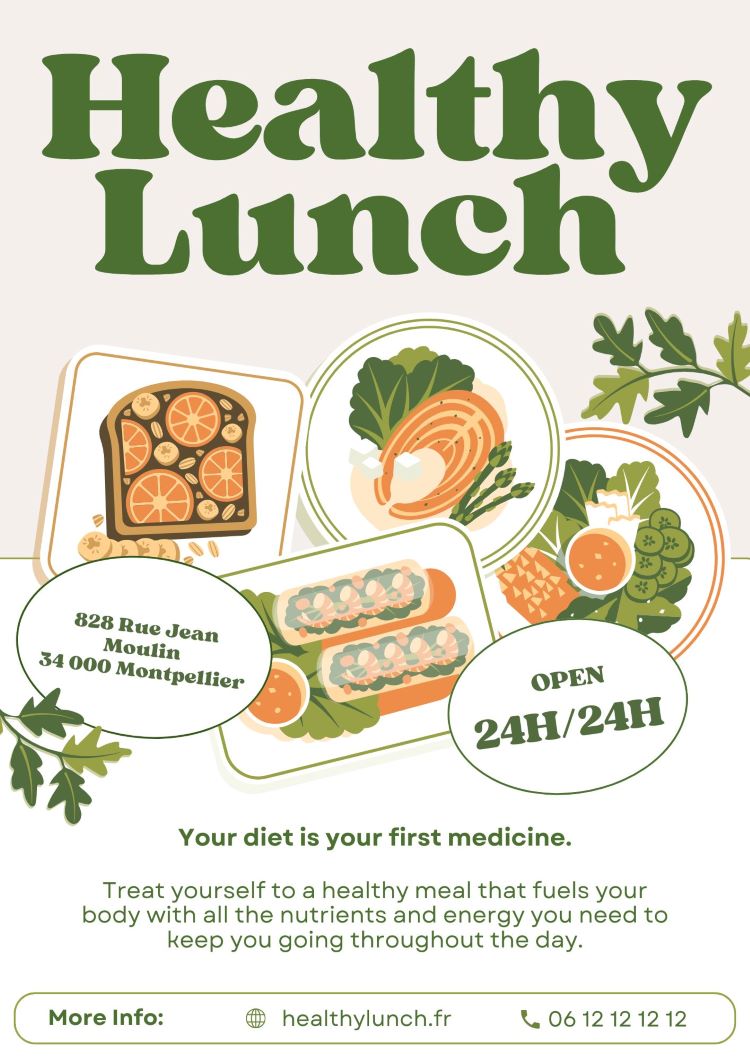 Healthy
Lunch
828 Rue Jean
Moulin
34 000 Montpellier
OPEN
24H/24H
Your diet is your first medicine.
Treat yourself to a healthy meal that fuels your
body with all the nutrients and energy you need to
keep you going throughout the day.
More Info: healthylunch.fr 06 12 12 12 12